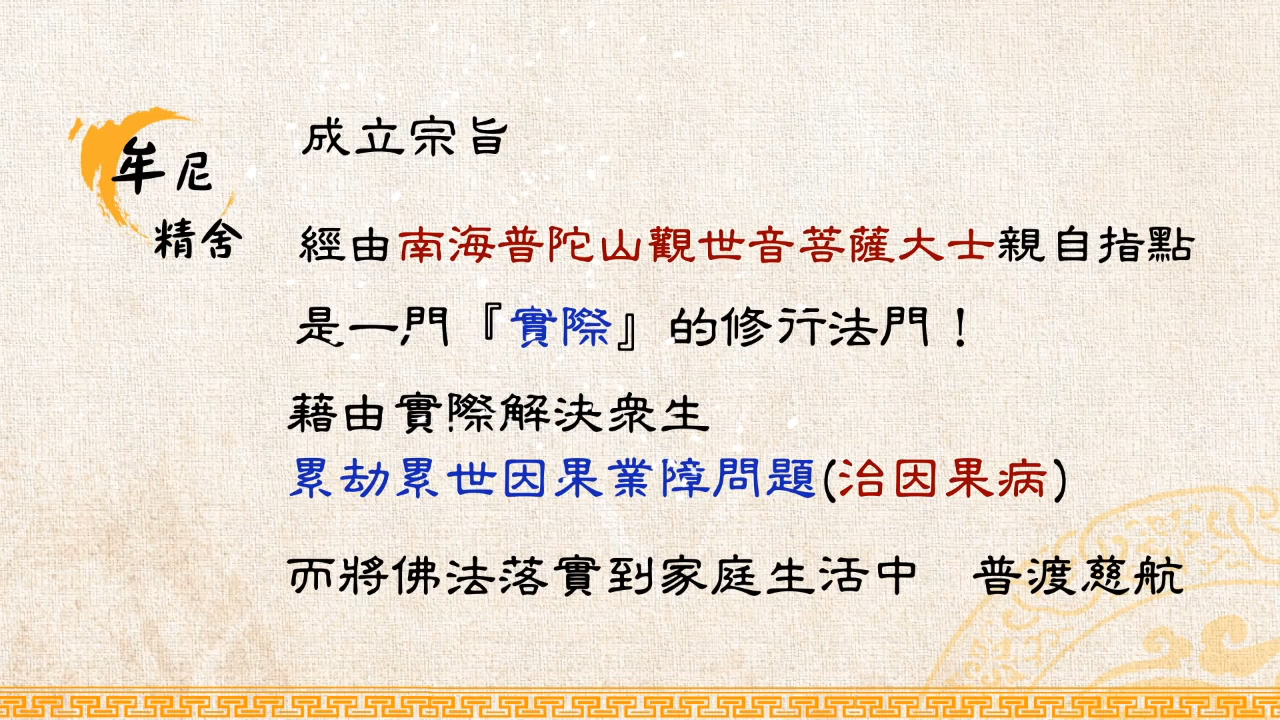 牟尼
精舍
成立宗旨
經由南海普陀山觀世音菩薩大士親自指點
是一門『實際』的修行法門！
藉由實際解決衆生
累劫累世因果業障問題(治因果病)
而將佛法落實到家庭生活中　普渡慈航